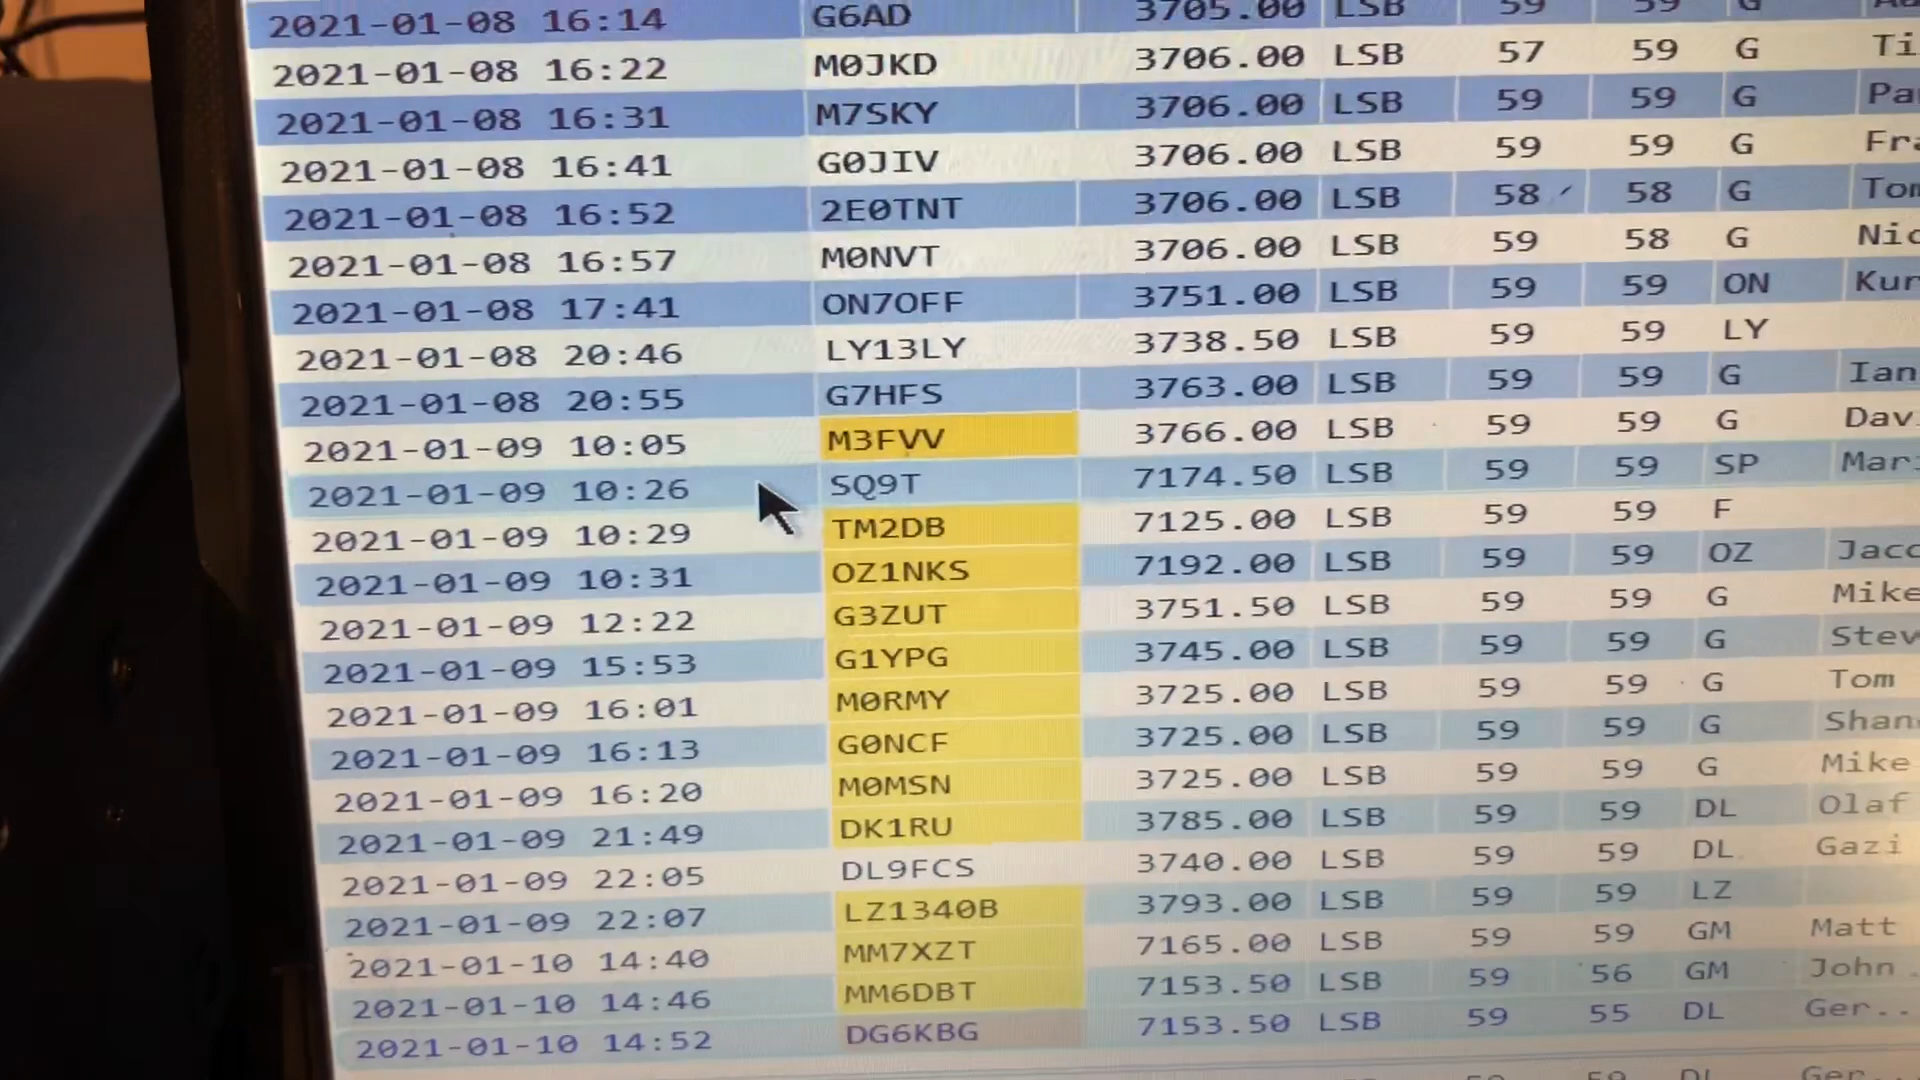 2021-01-08 16:14 G6AD 3705.00 LSB 59 59 G
2021-01-08 16:22 M0JKD 3706.00 LSB 57 59 G Ti
2021-01-08 16:31 M7SKY 3706.00 LSB 59 59 G Pa
2021-01-08 16:41 G0JIV 3706.00 LSB 59 59 G Fra
2021-01-08 16:52 2E0TNT 3706.00 LSB 58 58 G Tom
2021-01-08 16:57 M0NVT 3706.00 LSB 59 58 G Nic
2021-01-08 17:41 ON7OFF 3751.00 LSB 59 59 ON Kur
2021-01-08 20:46 LY13LY 3738.50 LSB 59 59 LY
2021-01-08 20:55 G7HFS 3763.00 LSB 59 59 G Ian
2021-01-09 10:05 M3FVV 3766.00 LSB 59 59 G Dav
2021-01-09 10:26 SQ9T 7174.50 LSB 59 59 SP Mar
2021-01-09 10:29 TM2DB 7125.00 LSB 59 59 F
2021-01-09 10:31 OZ1NKS 7192.00 LSB 59 59 OZ Jaco
2021-01-09 12:22 G3ZUT 3751.50 LSB 59 59 G Mike
2021-01-09 15:53 G1YPG 3745.00 LSB 59 59 G Stev
2021-01-09 16:01 M0RMY 3725.00 LSB 59 59 G Tom
2021-01-09 16:13 G0NCF 3725.00 LSB 59 59 G Shan
2021-01-09 16:20 M0MSN 3725.00 LSB 59 59 G Mike
2021-01-09 21:49 DK1RU 3785.00 LSB 59 59 DL Olaf
2021-01-09 22:05 DL9FCS 3740.00 LSB 59 59 DL Gazi
2021-01-09 22:07 LZ1340B 3793.00 LSB 59 59 LZ
2021-01-10 14:40 MM7XZT 7165.00 LSB 59 59 GM Matt
2021-01-10 14:46 MM6DBT 7153.50 LSB 59 56 GM John
2021-01-10 14:52 DG6KBG 7153.50 LSB 59 55 DL Ger..
59 59 DL Ger